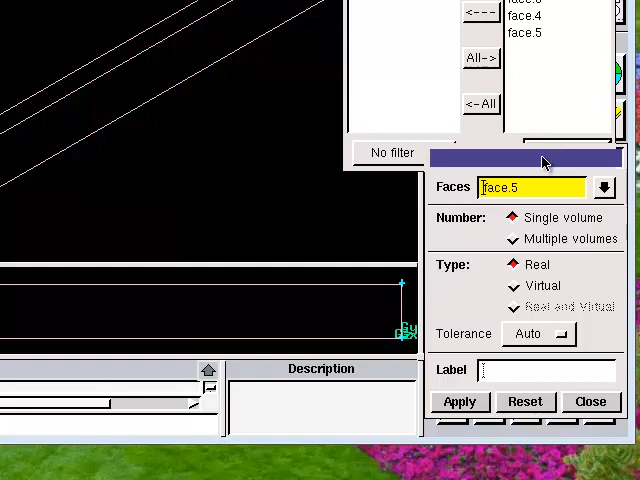 <---
face.4
face.5
All->
<-All
No filter
Faces face.5
Number: Single volume
Multiple volumes
Type: Real
Virtual
Real and Virtual
Tolerance Auto
Label
Description
Apply Reset Close